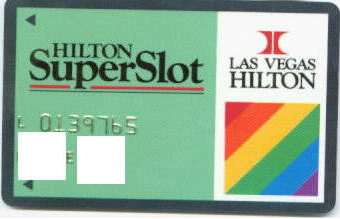 HILTON
SuperSlot
LAS VEGAS
HILTON
L 0139765